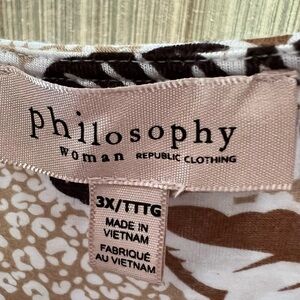 philosophy
woman REPUBLIC CLOTHING
3X/TTTG
MADE IN
VIETNAM
FABRIQUÉ
AU VIETNAM